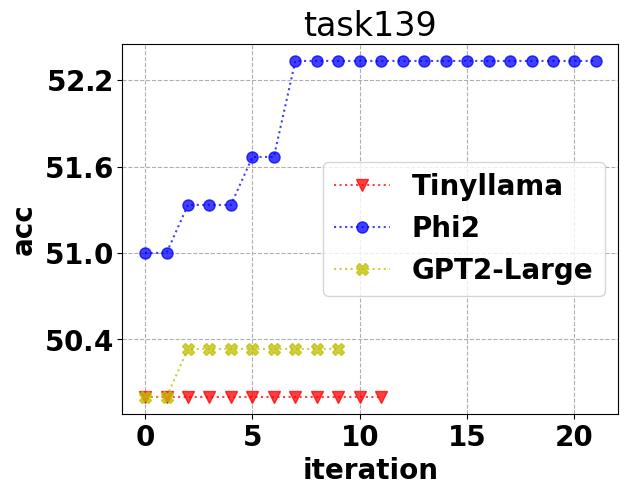 task139
52.2
51.6
51.0
50.4
acc
Tinyllama
Phi2
GPT2-Large
0 5 10 15 20
iteration